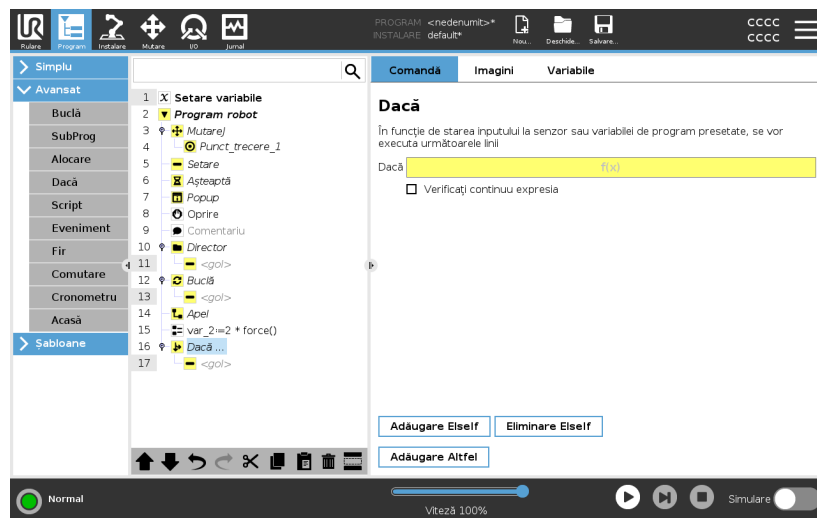 PROGRAM <nedenumit>*
INSTALARE default*
Nou... Deschide... Salvare...
CCCC
CCCC
Rulare Program Instalare Mutare I/O Jurnal
Simplu
Avansat
Buclă
SubProg
Alocare
Dacă
Script
Eveniment
Fir
Comutare
Cronometru
Acasă
Șabloane
1 X Setare variabile
2 Program robot
3 MutareJ
4 Punct_trecere_1
5 Setare
6 Așteaptă
7 Popup
8 Oprire
9 Comentariu
10 Director
11 <gol>
12 Buclă
13 <gol>
14 Apel
15 var_2:=2 * force()
16 Dacă ...
17 <gol>
Comandă Imagini Variabile
Dacă
În funcție de starea inputului la senzor sau variabilei de program presetate, se vor
executa următoarele linii
Dacă f(x)
Verificați continuu expresia
Adăugare ElseIf Eliminare ElseIf
Adăugare Altfel
Normal
Viteză 100%
Simulare